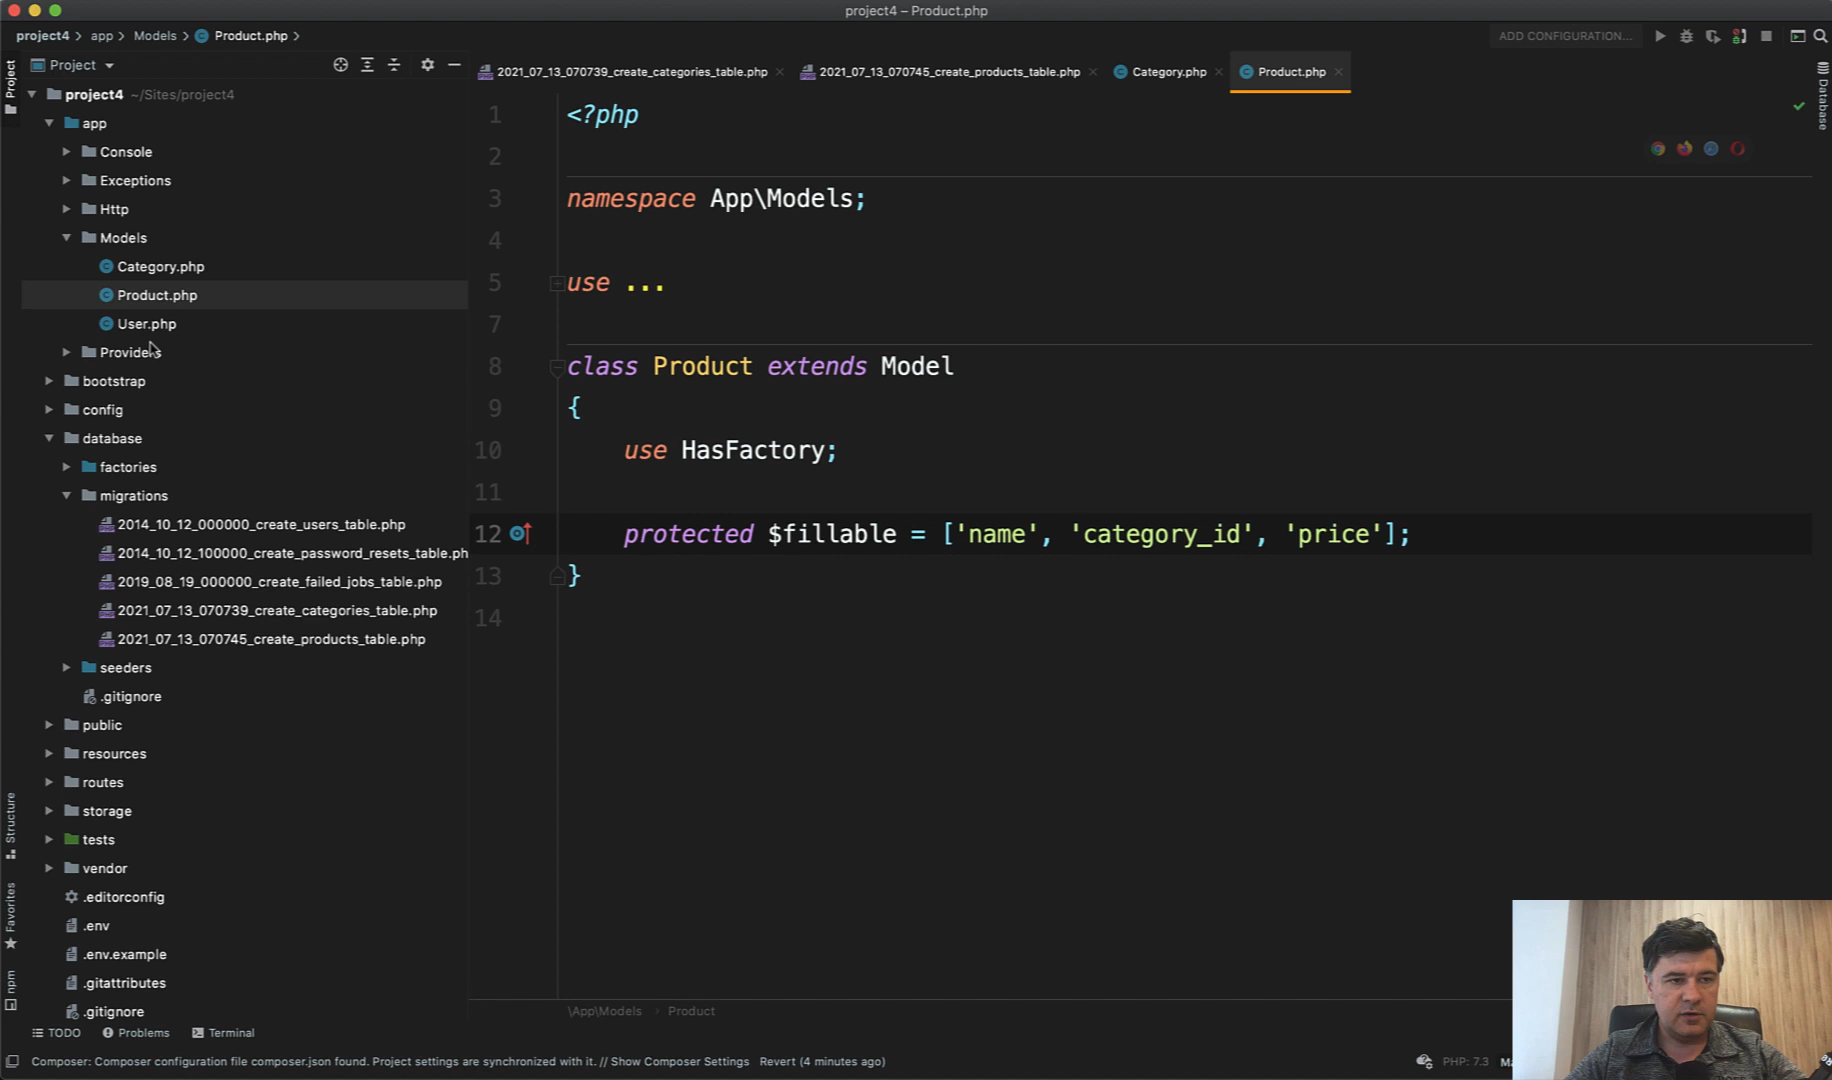 project4 – Product.php
project4 app Models Product.php
ADD CONFIGURATION...
Project
Project
2021_07_13_070739_create_categories_table.php
2021_07_13_070745_create_products_table.php
Category.php
Product.php
Database
project4 ~/Sites/project4
app
Console
Exceptions
Http
Models
Category.php
Product.php
User.php
Providers
bootstrap
config
database
factories
migrations
2014_10_12_000000_create_users_table.php
2014_10_12_100000_create_password_resets_table.ph
2019_08_19_000000_create_failed_jobs_table.php
2021_07_13_070739_create_categories_table.php
2021_07_13_070745_create_products_table.php
seeders
.gitignore
public
resources
routes
storage
tests
vendor
.editorconfig
.env
.env.example
.gitattributes
.gitignore
Structure
Favorites
npm
1 <?php
2
3 namespace App\Models;
4
5 use ...
7
8 class Product extends Model
9 {
10 use HasFactory;
11
12 protected $fillable = ['name', 'category_id', 'price'];
13 }
14
\App\Models Product
TODO Problems Terminal
Composer: Composer configuration file composer.json found. Project settings are synchronized with it. // Show Composer Settings Revert (4 minutes ago)
PHP: 7.3